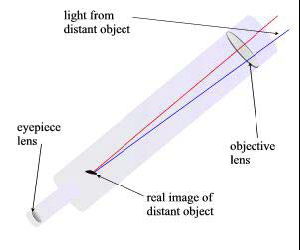 light from
distant object
eyepiece
lens
objective
lens
real image of
distant object